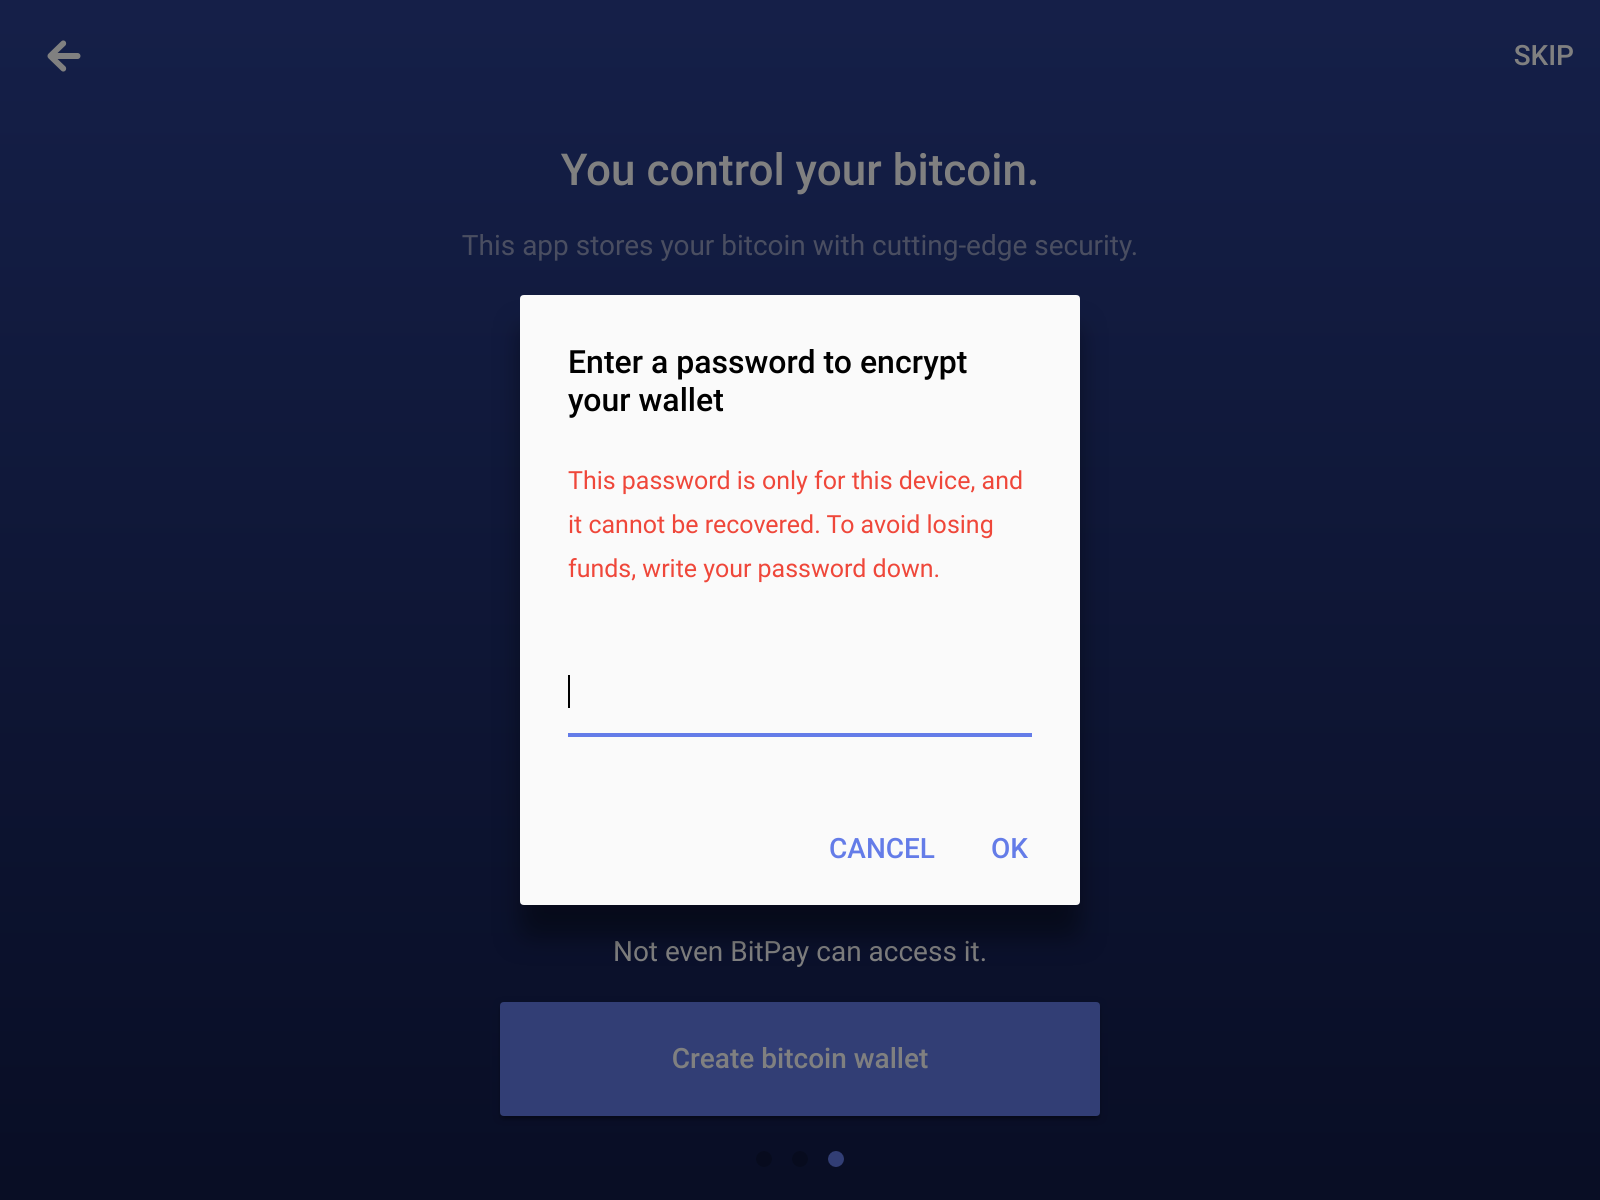 SKIP
You control your bitcoin.
This app stores your bitcoin with cutting-edge security.
Enter a password to encrypt
your wallet
This password is only for this device, and
it cannot be recovered. To avoid losing
funds, write your password down.
CANCEL OK
Not even BitPay can access it.
Create bitcoin wallet